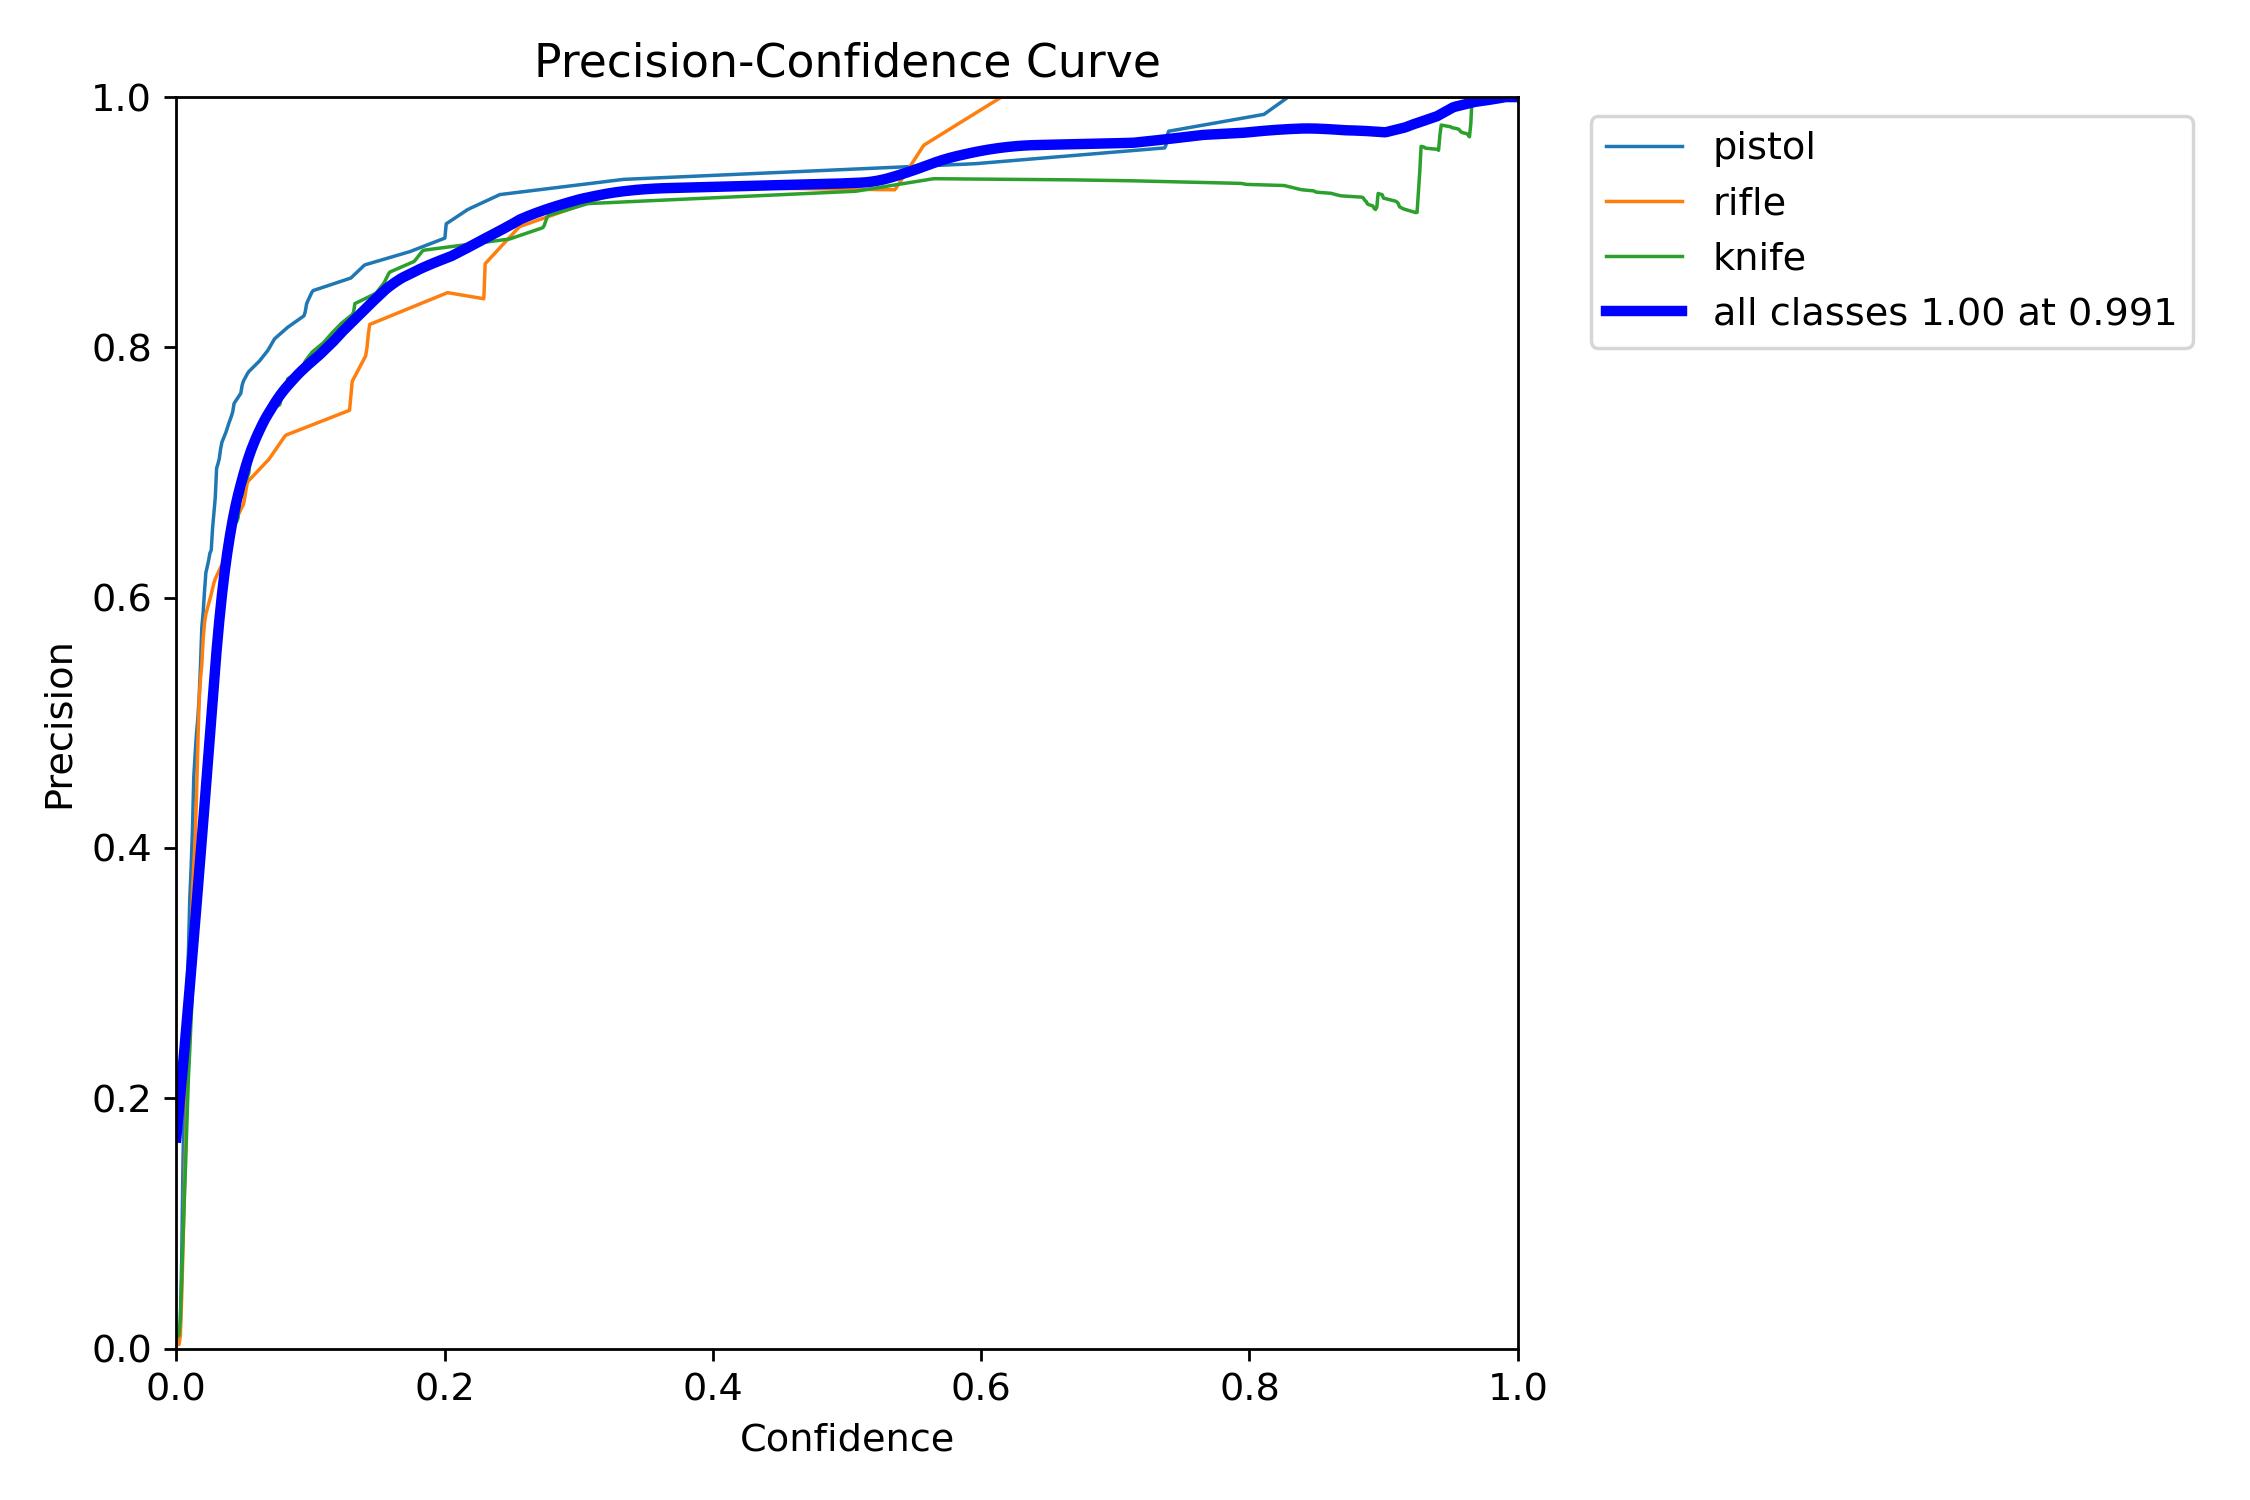 Precision-Confidence Curve
1.0
0.8
0.6
0.4
0.2
0.0
Precision
0.0 0.2 0.4 0.6 0.8 1.0
Confidence
pistol
rifle
knife
all classes 1.00 at 0.991